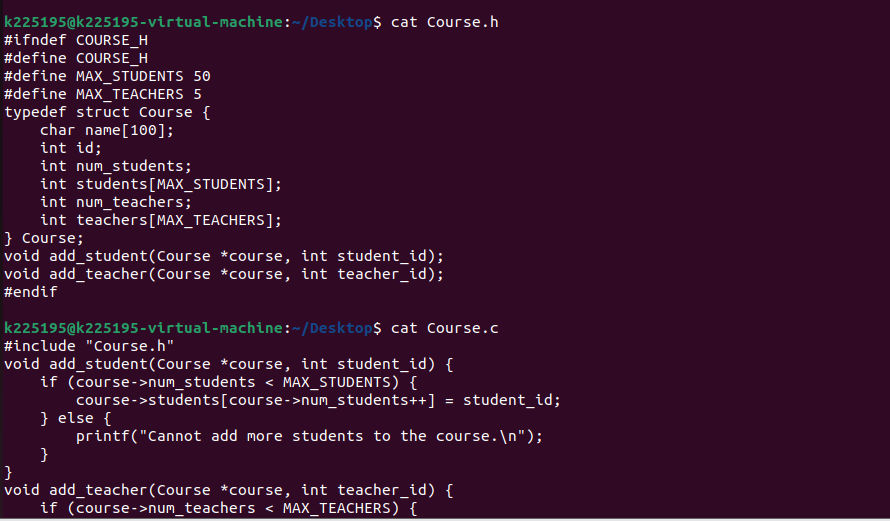 k225195@k225195-virtual-machine:~/Desktop$ cat Course.h
#ifndef COURSE_H
#define COURSE_H
#define MAX_STUDENTS 50
#define MAX_TEACHERS 5
typedef struct Course {
    char name[100];
    int id;
    int num_students;
    int students[MAX_STUDENTS];
    int num_teachers;
    int teachers[MAX_TEACHERS];
} Course;
void add_student(Course *course, int student_id);
void add_teacher(Course *course, int teacher_id);
#endif

k225195@k225195-virtual-machine:~/Desktop$ cat Course.c
#include "Course.h"
void add_student(Course *course, int student_id) {
    if (course->num_students < MAX_STUDENTS) {
        course->students[course->num_students++] = student_id;
    } else {
        printf("Cannot add more students to the course.\n");
    }
}
void add_teacher(Course *course, int teacher_id) {
    if (course->num_teachers < MAX_TEACHERS) {